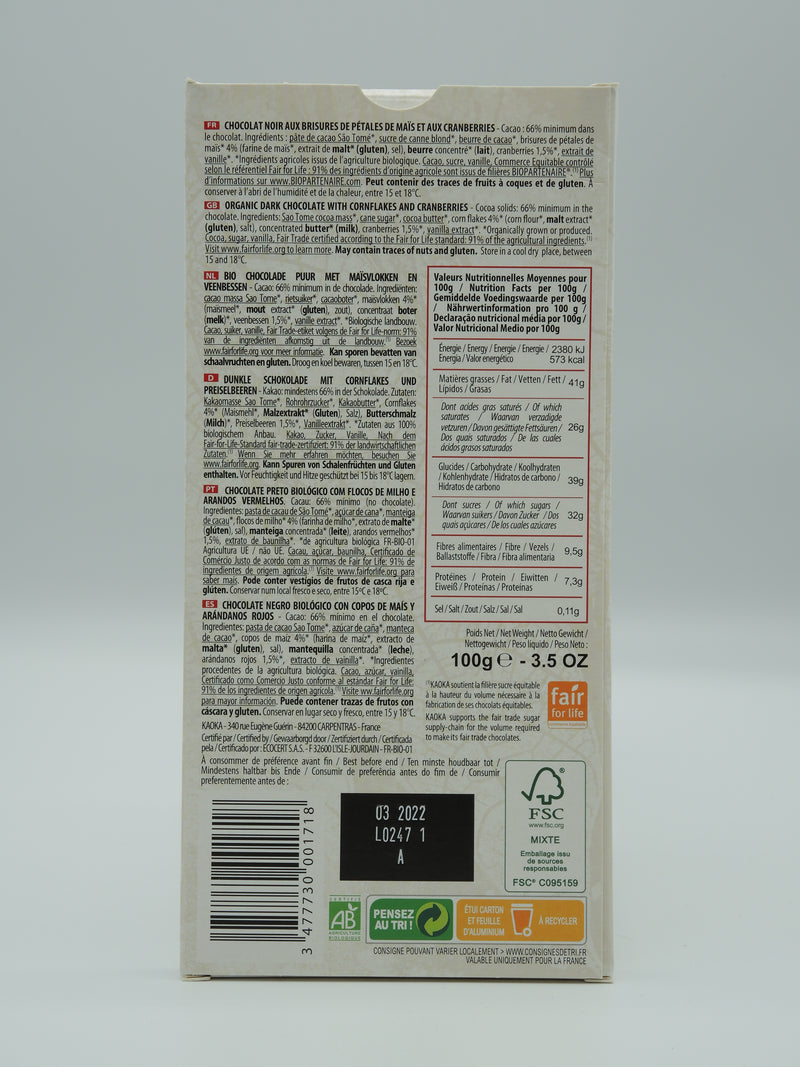 FR CHOCOLAT NOIR AUX BRISURES DE PÉTALES DE MAÏS ET AUX CRANBERRIES - Cacao : 66% minimum dans
le chocolat. Ingrédients : pâte de cacao São Tomé*, sucre de canne blond*, beurre de cacao*, brisures de pétales de
maïs* 4% (farine de maïs*, extrait de malt* (gluten), sel), beurre concentré* (lait), cranberries 1,5%*, extrait de
vanille*. *Ingrédients agricoles issus de l'agriculture biologique. Cacao, sucre, vanille, Commerce Equitable contrôlé
selon le référentiel Fair for Life : 91% des ingrédients d'origine agricole sont issus de filières BIOPARTENAIRE®.(1) Plus
d'informations sur www.BIOPARTENAIRE.com. Peut contenir des traces de fruits à coques et de gluten. À
conserver à l'abri de l'humidité et de la chaleur, entre 15 et 18°C.
GB ORGANIC DARK CHOCOLATE WITH CORNFLAKES AND CRANBERRIES - Cocoa solids: 66% minimum in the
chocolate. Ingredients: Sao Tome cocoa mass*, cane sugar*, cocoa butter*, corn flakes 4%* (corn flour*, malt extract*
(gluten), salt), concentrated butter* (milk), cranberries 1,5%*, vanilla extract*. *Organically grown or produced.
Cocoa, sugar, vanilla, Fair Trade certified according to the Fair for Life standard: 91% of the agricultural ingredients.(1)
Visit www.fairforlife.org to learn more. May contain traces of nuts and gluten. Store in a cool dry place, between
15 and 18°C.
NL BIO CHOCOLADE PUUR MET MAÏSVLOKKEN EN
VEENBESSEN - Cacao: 66% minimum in de chocolade. Ingrediënten:
cacao massa Sao Tome*, rietsuiker*, cacaoboter*, maïsvlokken 4%*
(maismeel*, mout extract* (gluten), zout), concentraat boter
(melk)*, veenbessen 1,5%*, vanille extract*. *Biologische landbouw.
Cacao, suiker, vanille, Fair Trade-etiket volgens de Fair for Life-norm: 91%
van de ingrediënten afkomstig uit de landbouw.(1) Bezoek
www.fairforlife.org voor meer informatie. Kan sporen bevatten van
schaalvruchten en gluten. Droog en koel bewaren, tussen 15 en 18°C.
D DUNKLE SCHOKOLADE MIT CORNFLAKES UND
PREISELBEEREN - Kakao: mindestens 66% in der Schokolade. Zutaten:
Kakaomasse Sao Tome*, Rohrohrzucker*, Kakaobutter*, Cornflakes
4%* (Maismehl*, Malzextrakt* (Gluten), Salz), Butterschmalz
(Milch)*, Preiselbeeren 1,5%*, Vanilleextrakt*. *Zutaten aus 100%
biologischem Anbau. Kakao, Zucker, Vanille, Nach dem
Fair-for-Life-Standard fair-trade-zertifiziert: 91% der landwirtschaftlichen
Zutaten.(1) Wenn Sie mehr erfahren möchten, besuchen Sie
www.fairforlife.org. Kann Spuren von Schalenfrüchten und Gluten
enthalten. Vor Feuchtigkeit und Hitze geschützt bei 15 bis 18°C lagern.
PT CHOCOLATE PRETO BIOLÓGICO COM FLOCOS DE MILHO E
ARANDOS VERMELHOS. Cacau: 66% mínimo (no chocolate).
Ingredientes: pasta de cacau de São Tomé*, açúcar de cana*, manteiga
de cacau*, flocos de milho* 4% (farinha de milho*, extrato de malte*
(glúten), sal), manteiga concentrada* (leite), arandos vermelhos*
1,5%, extrato de baunilha*. *de agricultura biológica FR-BIO-01
Agricultura UE / não UE. Cacau, açúcar, baunilha, Certificado de
Comércio Justo de acordo com as normas de Fair for Life: 91% de
ingredientes de origem agrícola.(1) Visite www.fairforlife.org para
saber mais. Pode conter vestígios de frutos de casca rija e
glúten. Conservar num local fresco e seco, entre 15°C e 18°C.
ES CHOCOLATE NEGRO BIOLÓGICO CON COPOS DE MAÍS Y
ARÁNDANOS ROJOS - Cacao: 66% mínimo en el chocolate.
Ingredientes: pasta de cacao Sao Tome*, azúcar de caña*, manteca
de cacao*, copos de maíz 4%* (harina de maíz*, extracto de
malta* (gluten), sal), mantequilla concentrada* (leche),
arándanos rojos 1,5%*, extracto de vainilla*. *Ingredientes
procedentes de la agricultura biológica. Cacao, azúcar, vainilla,
Certificado como Comercio Justo conforme al estándar Fair for Life:
91% de los ingredientes de origen agrícola.(1) Visite ww.fairforlife.org
para mayor información. Puede contener trazas de frutos con
cáscara y gluten. Conservar en lugar seco y fresco, entre 15 y 18°C.
KAOKA - 340 rue Eugène Guérin - 84200 CARPENTRAS - France
Certifié par / Certified by / Gewaarborgd door / Zertifiziert durch / Certificada
pela / Certificado por : ECOCERT S.A.S. - F 32600 L'ISLE-JOURDAIN - FR-BIO-01
Valeurs Nutritionnelles Moyennes pour
100g / Nutrition Facts per 100g /
Gemiddelde Voedingswaarde per 100g
/ Nährwertinformation pro 100 g /
Declaração nutricional média por 100g/
Valor Nutricional Medio por 100g
Énergie / Energy / Energie / Energie / 2380 kJ
Energia / Valor energético 573 kcal
Matières grasses / Fat / Vetten / Fett / 41g
Lípidos / Grasas
Dont acides gras saturés / Of which
saturates / Waarvan verzadigde
vetzuren / Davon gesättigte Fettsäuren / 26g
Dos quais saturados / De las cuales
ácidos grasos saturados
Glucides / Carbohydrate / Koolhydraten
/ Kohlenhydrate / Hidratos de carbono / 39g
Hidratos de carbono
Dont sucres / Of which sugars /
Waarvan suikers / Davon Zucker / Dos 32g
quais açúcares / De los cuales azúcares
Fibres alimentaires / Fibre / Vezels / 9,5g
Ballaststoffe / Fibra / Fibra alimentaria
Protéines / Protein / Eiwitten / 7,3g
Eiweiß / Proteínas / Proteínas
Sel / Salt / Zout / Salz / Sal / Sal 0,11g
Poids Net / Net Weight / Netto Gewicht /
Nettogewicht / Peso líquido / Peso Neto :
100g ℮ - 3.5 OZ
(1)KAOKA soutient la filière sucre équitable
à la hauteur du volume nécessaire à la
fabrication de ses chocolats équitables.
KAOKA supports the fair trade sugar
supply-chain for the volume required
to make its fair trade chocolates.
fair
for life
commerce équitable
À consommer de préférence avant fin / Best before end / Ten minste houdbaar tot /
Mindestens haltbar bis Ende / Consumir de preferência antes do fim de / Consumir
preferentemente antes de :
03 2022
L0247 1
A
3 477730 001718
FSC®
www.fsc.org
MIXTE
Emballage issu
de sources
responsables
FSC® C095159
CERTIFIÉ
AB
AGRICULTURE
BIOLOGIQUE
PENSEZ
AU TRI !
ÉTUI CARTON
ET FEUILLE
D'ALUMINIUM
À RECYCLER
CONSIGNE POUVANT VARIER LOCALEMENT > WWW.CONSIGNESDETRI.FR
VALABLE UNIQUEMENT POUR LA FRANCE